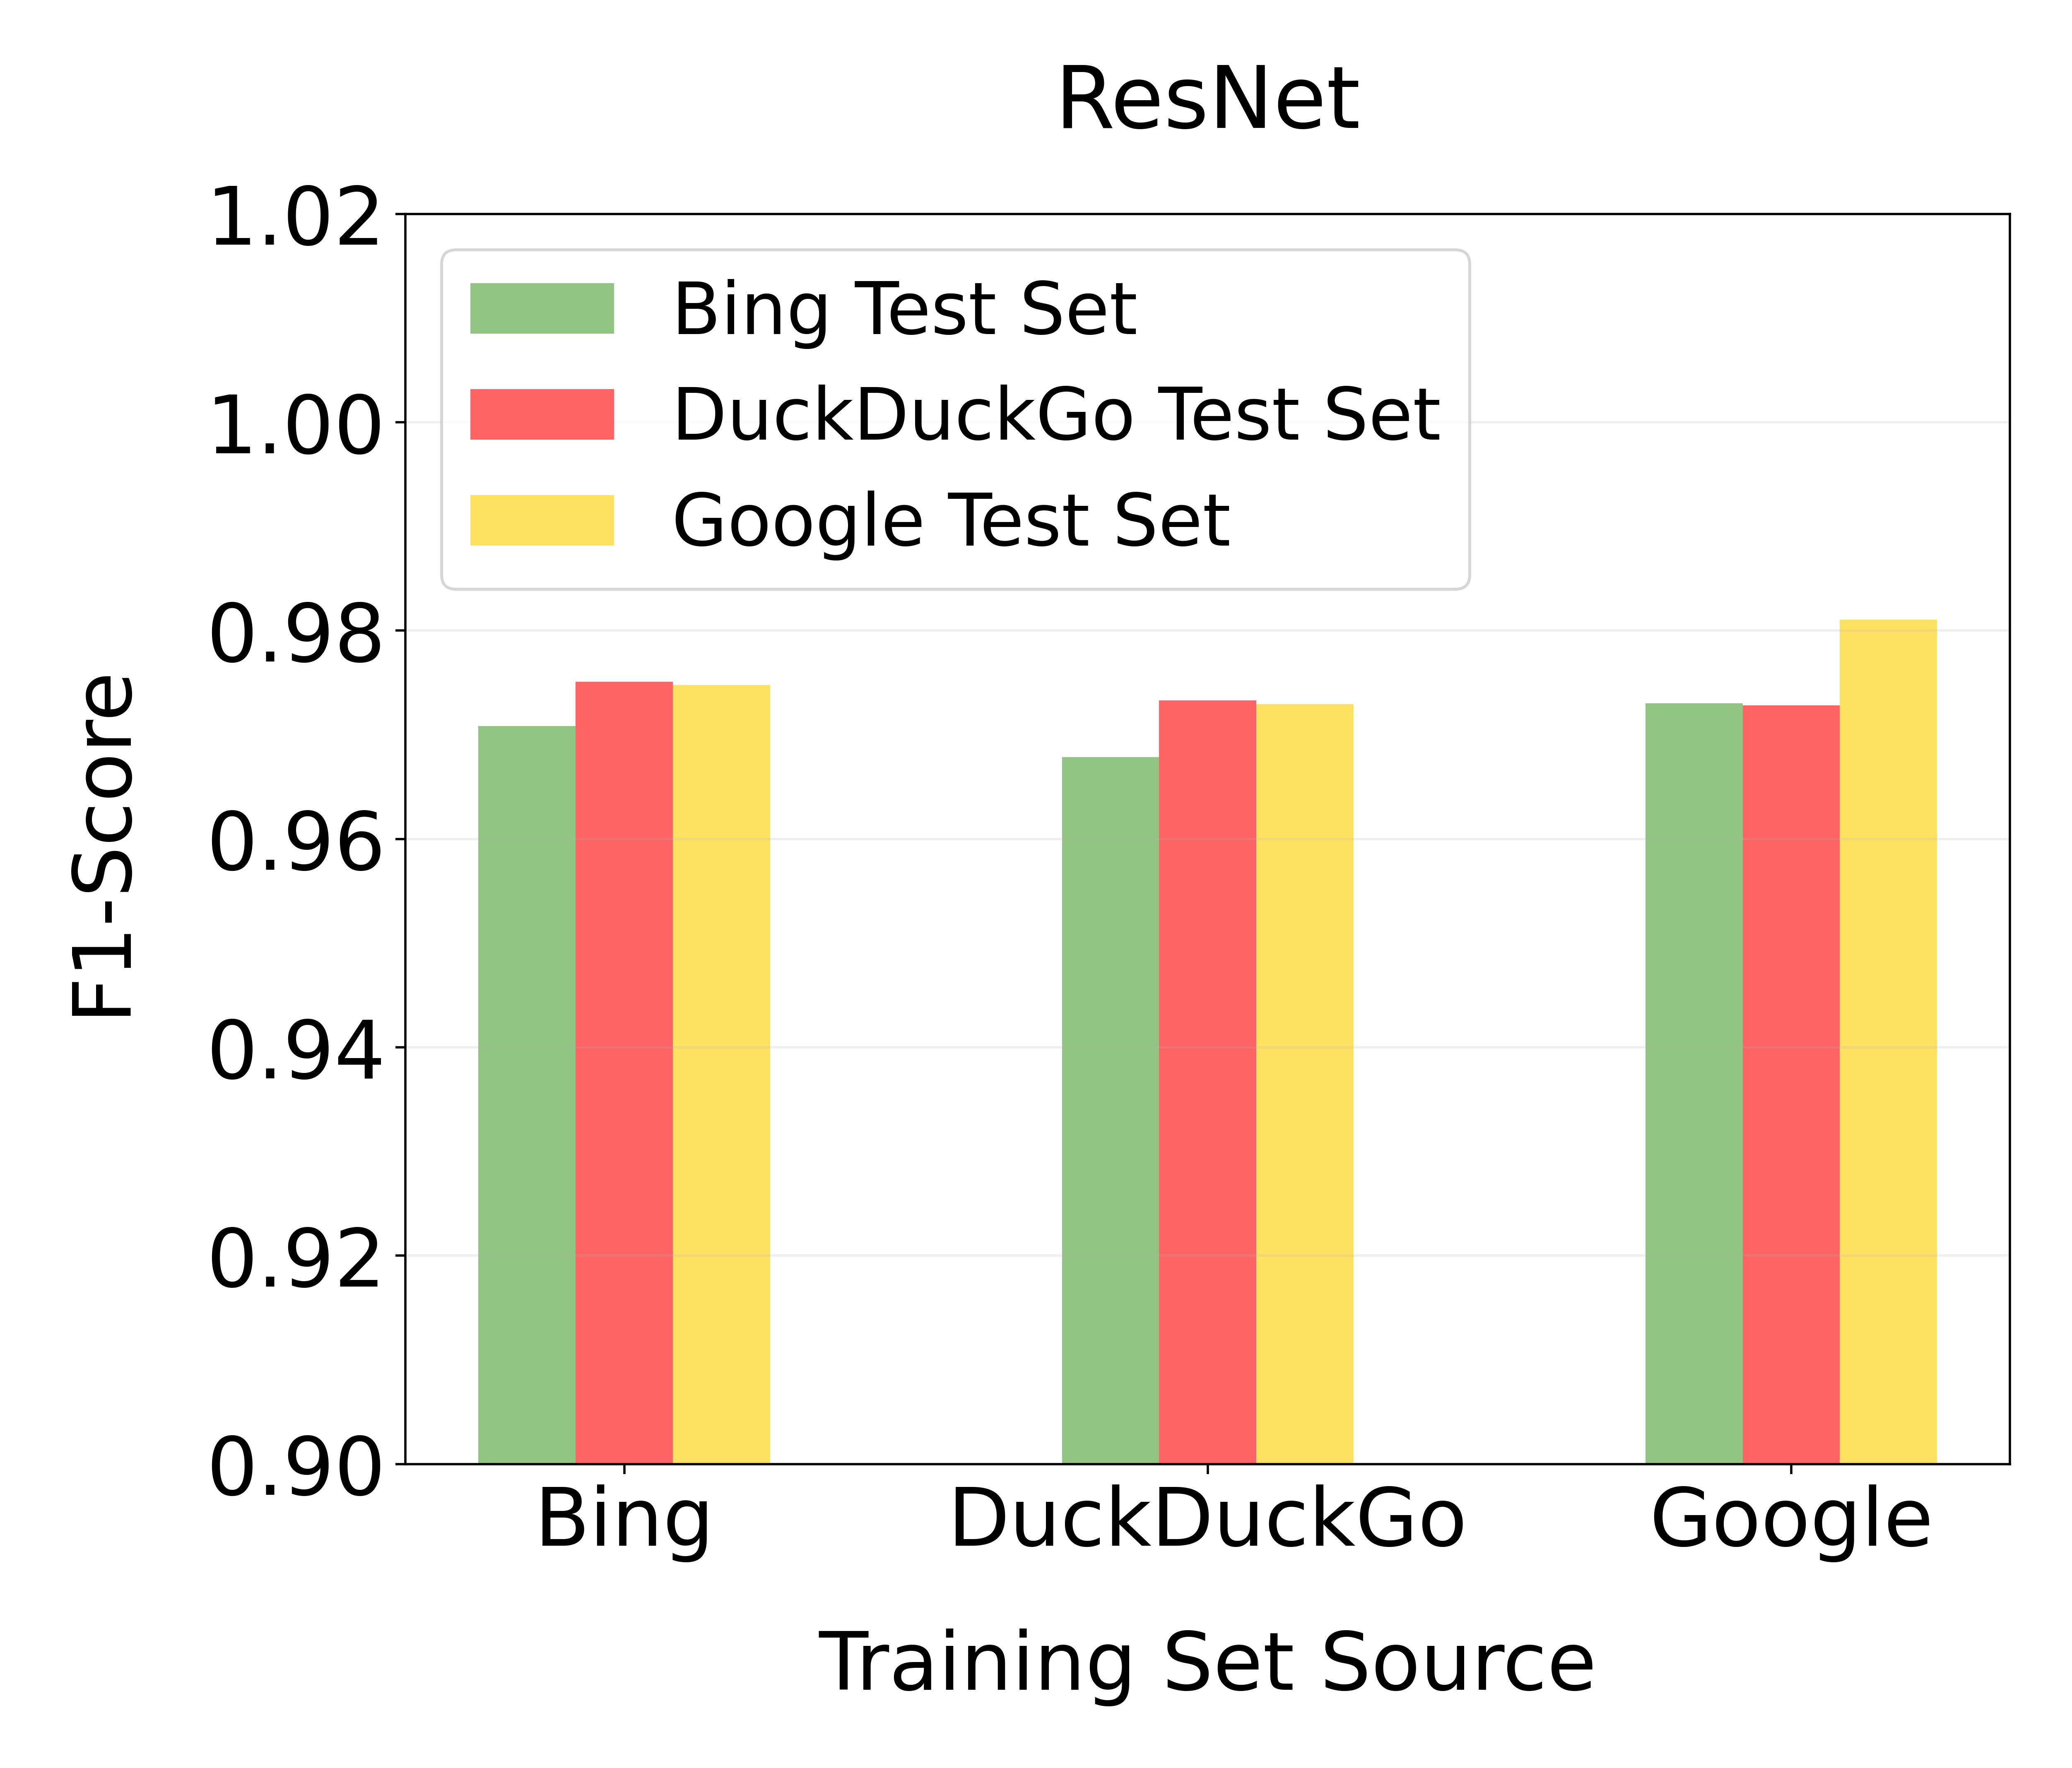 ResNet
1.02
1.00
0.98
0.96
0.94
0.92
0.90
F1-Score
Bing Test Set
DuckDuckGo Test Set
Google Test Set
Bing
DuckDuckGo
Google
Training Set Source